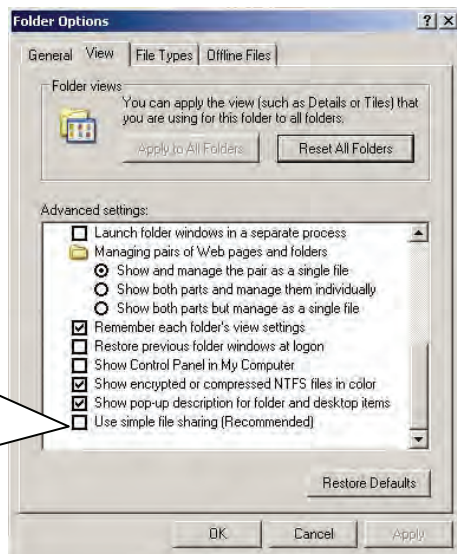 Folder Options
General View File Types Offline Files
Folder views
You can apply the view (such as Details or Tiles) that
you are using for this folder to all folders.
Apply to All Folders Reset All Folders
Advanced settings:
Launch folder windows in a separate process
Managing pairs of Web pages and folders
Show and manage the pair as a single file
Show both parts and manage them individually
Show both parts but manage as a single file
Remember each folder's view settings
Restore previous folder windows at logon
Show Control Panel in My Computer
Show encrypted or compressed NTFS files in color
Show pop-up description for folder and desktop items
Use simple file sharing (Recommended)
Restore Defaults
OK Cancel Apply